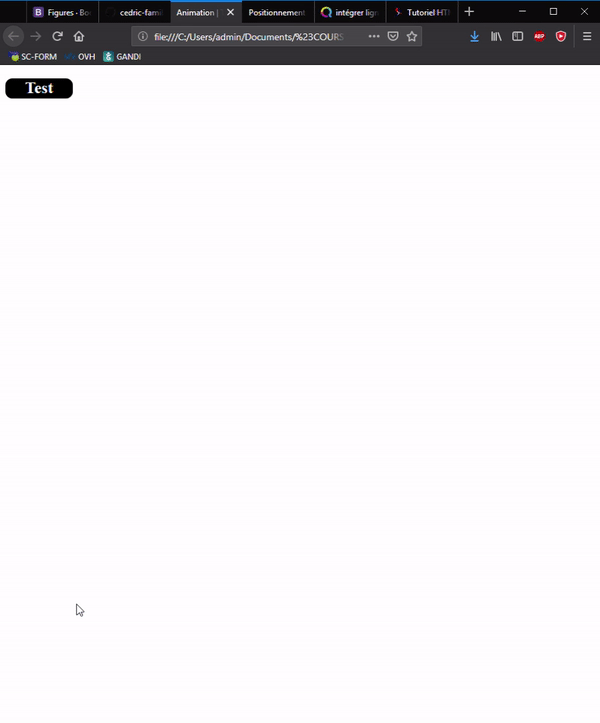 Figures · Bo
cedric-fami
Animation |
Positionnement
intégrer lign
Tutoriel HT
file:///C:/Users/admin/Documents/%23COURS
ABP
SC-FORM
OVH
GANDI
Test